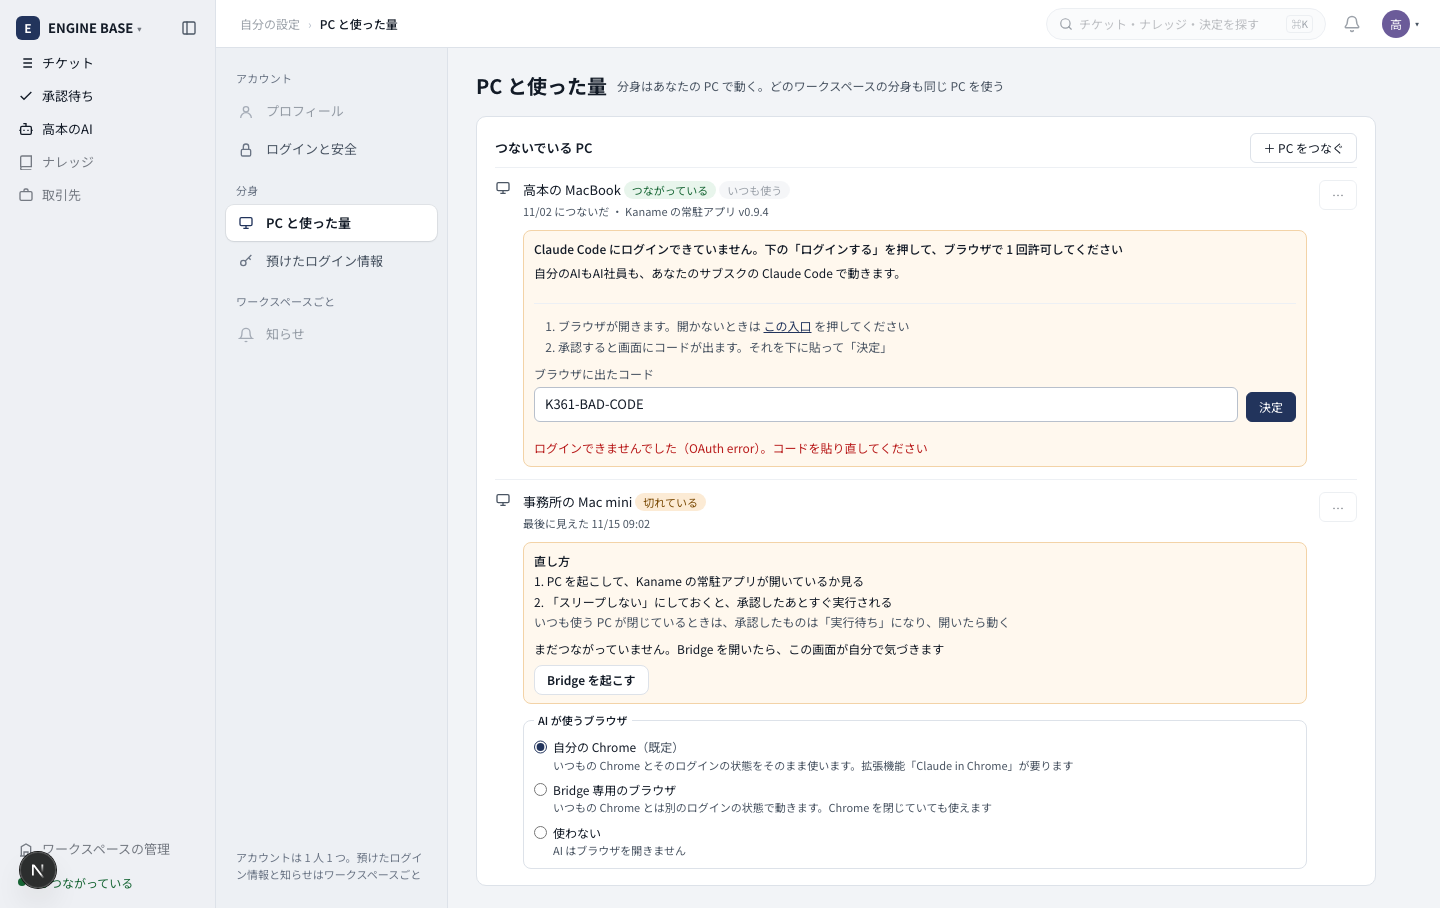 E ENGINE BASE
チケット
承認待ち
高本のAI
ナレッジ
取引先
ワークスペースの管理
N
つながっている
自分の設定 › PC と使った量
チケット・ナレッジ・決定を探す ⌘K
高
アカウント
プロフィール
ログインと安全
分身
PC と使った量
預けたログイン情報
ワークスペースごと
知らせ
アカウントは 1 人 1 つ。預けたログイ
ン情報と知らせはワークスペースごと
PC と使った量 分身はあなたの PC で動く。どのワークスペースの分身も同じ PC を使う
つないでいる PC
＋ PC をつなぐ
高本の MacBook つながっている いつも使う
…
11/02 につないだ ・ Kaname の常駐アプリ v0.9.4
Claude Code にログインできていません。下の「ログインする」を押して、ブラウザで 1 回許可してください
自分のAIもAI社員も、あなたのサブスクの Claude Code で動きます。
1. ブラウザが開きます。開かないときは この入口 を押してください
2. 承認すると画面にコードが出ます。それを下に貼って「決定」
ブラウザに出たコード
K361-BAD-CODE
決定
ログインできませんでした（OAuth error）。コードを貼り直してください
事務所の Mac mini 切れている
…
最後に見えた 11/15 09:02
直し方
1. PC を起こして、Kaname の常駐アプリが開いているか見る
2. 「スリープしない」にしておくと、承認したあとすぐ実行される
いつも使う PC が閉じているときは、承認したものは「実行待ち」になり、開いたら動く
まだつながっていません。Bridge を開いたら、この画面が自分で気づきます
Bridge を起こす
AI が使うブラウザ
自分の Chrome（既定）
いつもの Chrome とそのログインの状態をそのまま使います。拡張機能「Claude in Chrome」が要ります
Bridge 専用のブラウザ
いつもの Chrome とは別のログインの状態で動きます。Chrome を閉じていても使えます
使わない
AI はブラウザを開きません